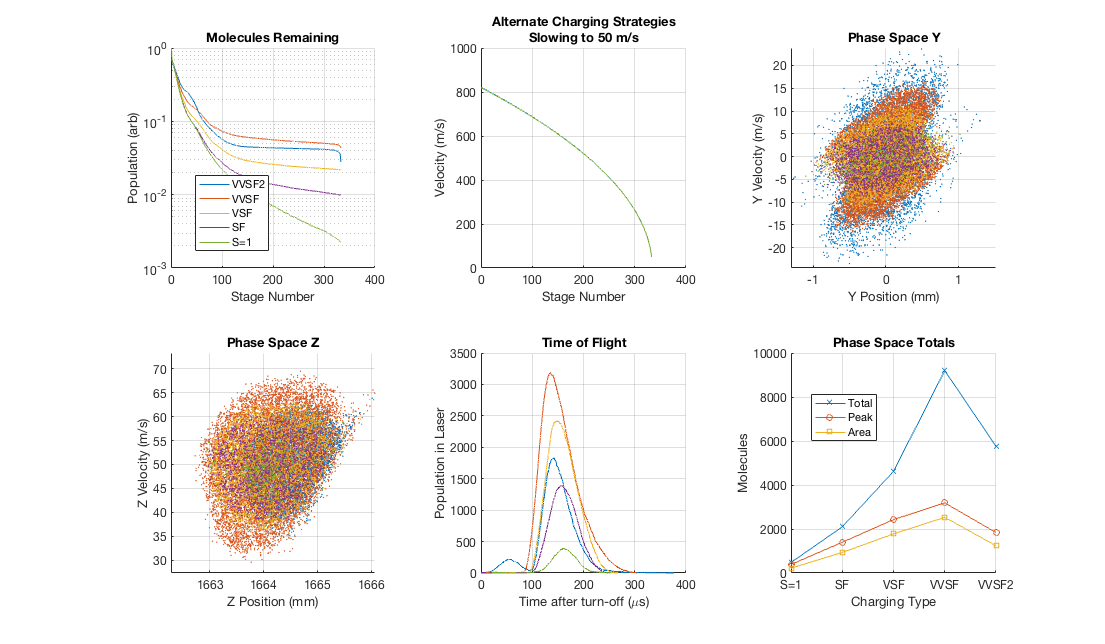 Molecules Remaining
10^0
10^-1
10^-2
10^-3
Population (arb)
VVSF2
VVSF
VSF
SF
S=1
0 100 200 300 400
Stage Number
Alternate Charging Strategies
Slowing to 50 m/s
1000
800
600
400
200
0
Velocity (m/s)
0 100 200 300 400
Stage Number
Phase Space Y
20
15
10
5
0
-5
-10
-15
-20
Y Velocity (m/s)
-1 0 1
Y Position (mm)
Phase Space Z
70
65
60
55
50
45
40
35
30
Z Velocity (m/s)
1663 1664 1665 1666
Z Position (mm)
Time of Flight
3500
3000
2500
2000
1500
1000
500
0
Population in Laser
0 100 200 300 400
Time after turn-off (μs)
Phase Space Totals
10000
8000
6000
4000
2000
0
Molecules
Total
Peak
Area
S=1 SF VSF VVSF VVSF2
Charging Type